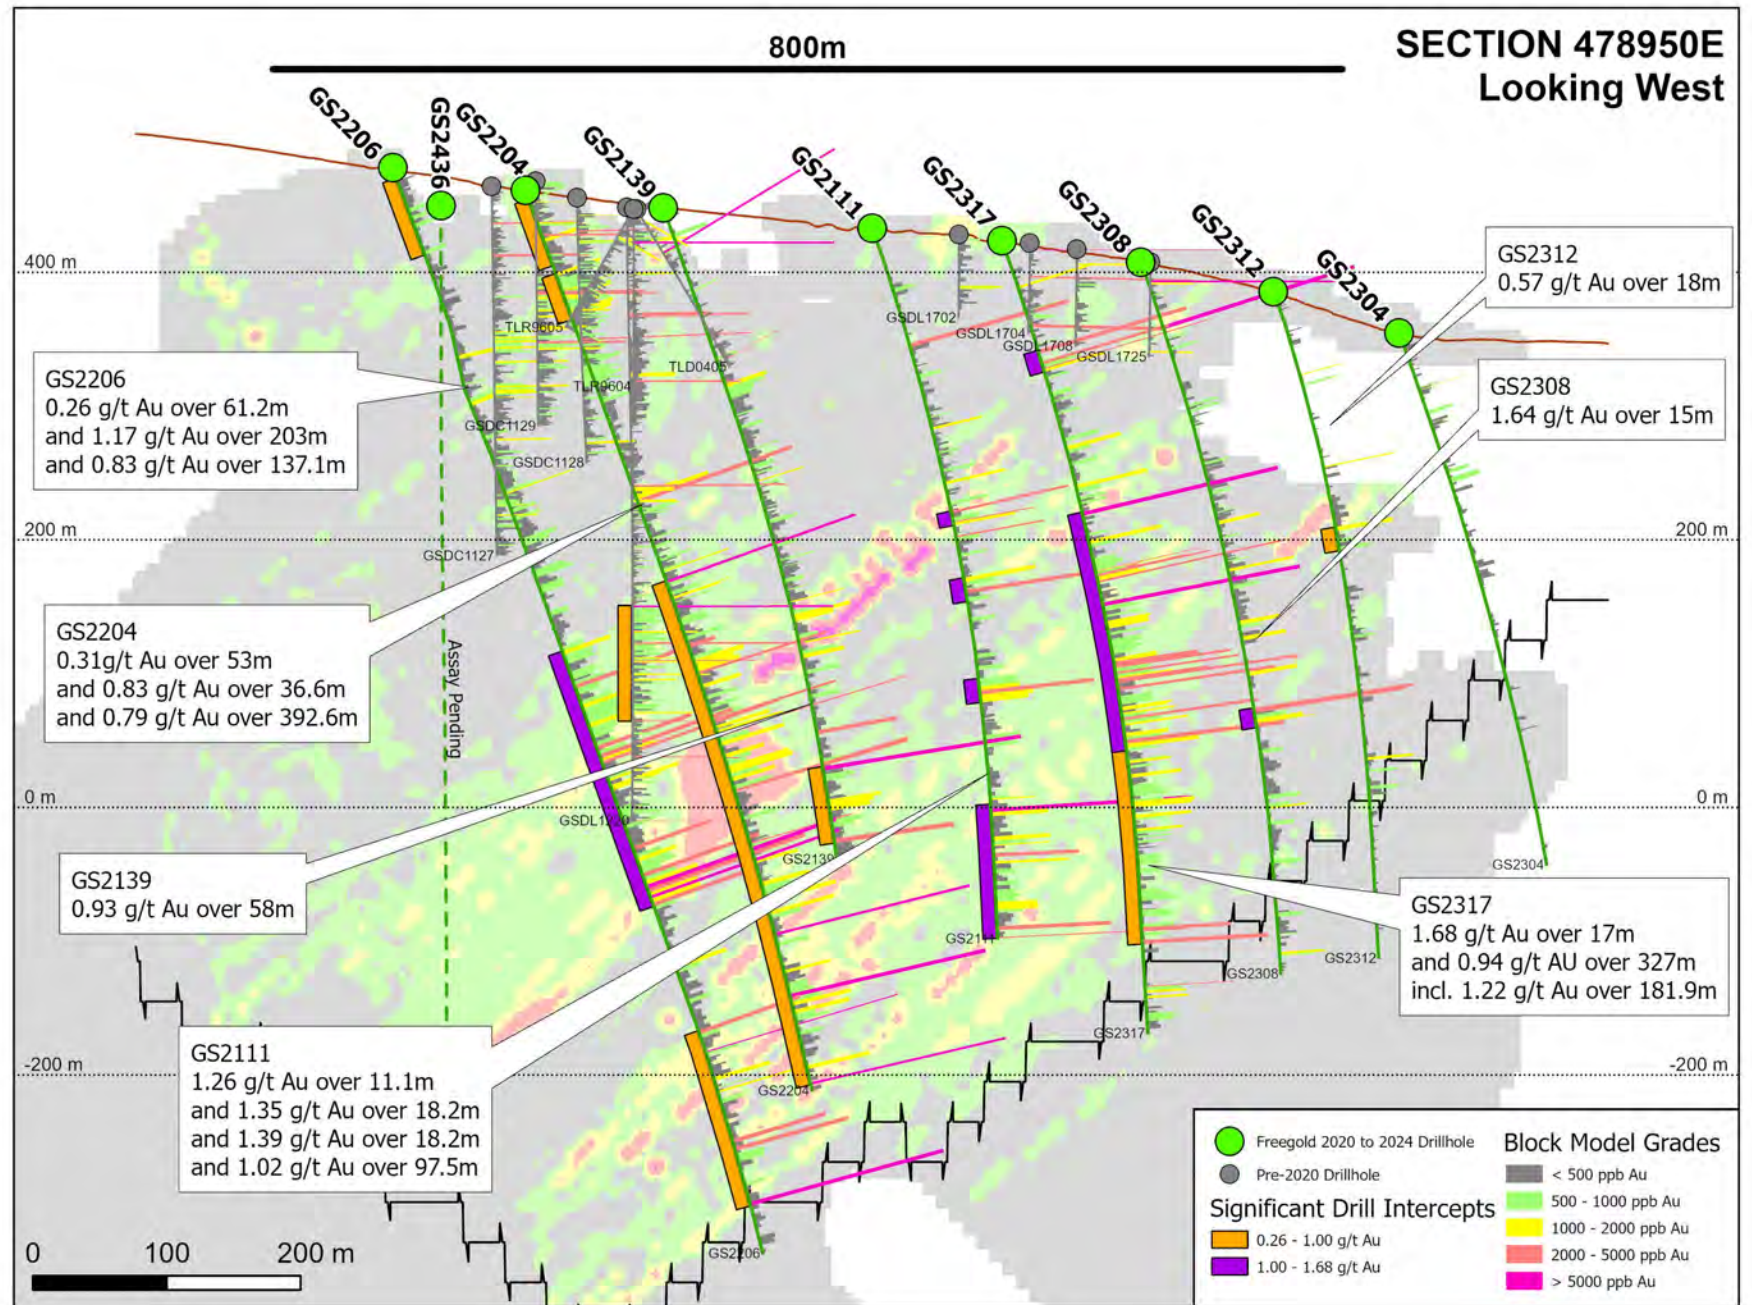 800m
SECTION 478950E
Looking West
GS2206
GS2436
GS2204
GS2139
GS2111
GS2317
GS2308
GS2312
GS2304
400 m
200 m
200 m
0 m
0 m
-200 m
-200 m
GS2312
0.57 g/t Au over 18m
GS2308
1.64 g/t Au over 15m
GS2206
0.26 g/t Au over 61.2m
and 1.17 g/t Au over 203m
and 0.83 g/t Au over 137.1m
GS2204
0.31g/t Au over 53m
and 0.83 g/t Au over 36.6m
and 0.79 g/t Au over 392.6m
GS2139
0.93 g/t Au over 58m
GS2111
1.26 g/t Au over 11.1m
and 1.35 g/t Au over 18.2m
and 1.39 g/t Au over 18.2m
and 1.02 g/t Au over 97.5m
GS2317
1.68 g/t Au over 17m
and 0.94 g/t AU over 327m
incl. 1.22 g/t Au over 181.9m
Assay Pending
TLR9605
TLR9604
TLD0405
GSDC1129
GSDC1128
GSDC1127
GSDL1702
GSDL1704
GSDL1708
GSDL1725
GSDL1220
GS2139
GS2111
GS2204
GS2206
GS2317
GS2308
GS2312
GS2304
0 100 200 m
Freegold 2020 to 2024 Drillhole
Pre-2020 Drillhole
Significant Drill Intercepts
0.26 - 1.00 g/t Au
1.00 - 1.68 g/t Au
Block Model Grades
< 500 ppb Au
500 - 1000 ppb Au
1000 - 2000 ppb Au
2000 - 5000 ppb Au
> 5000 ppb Au